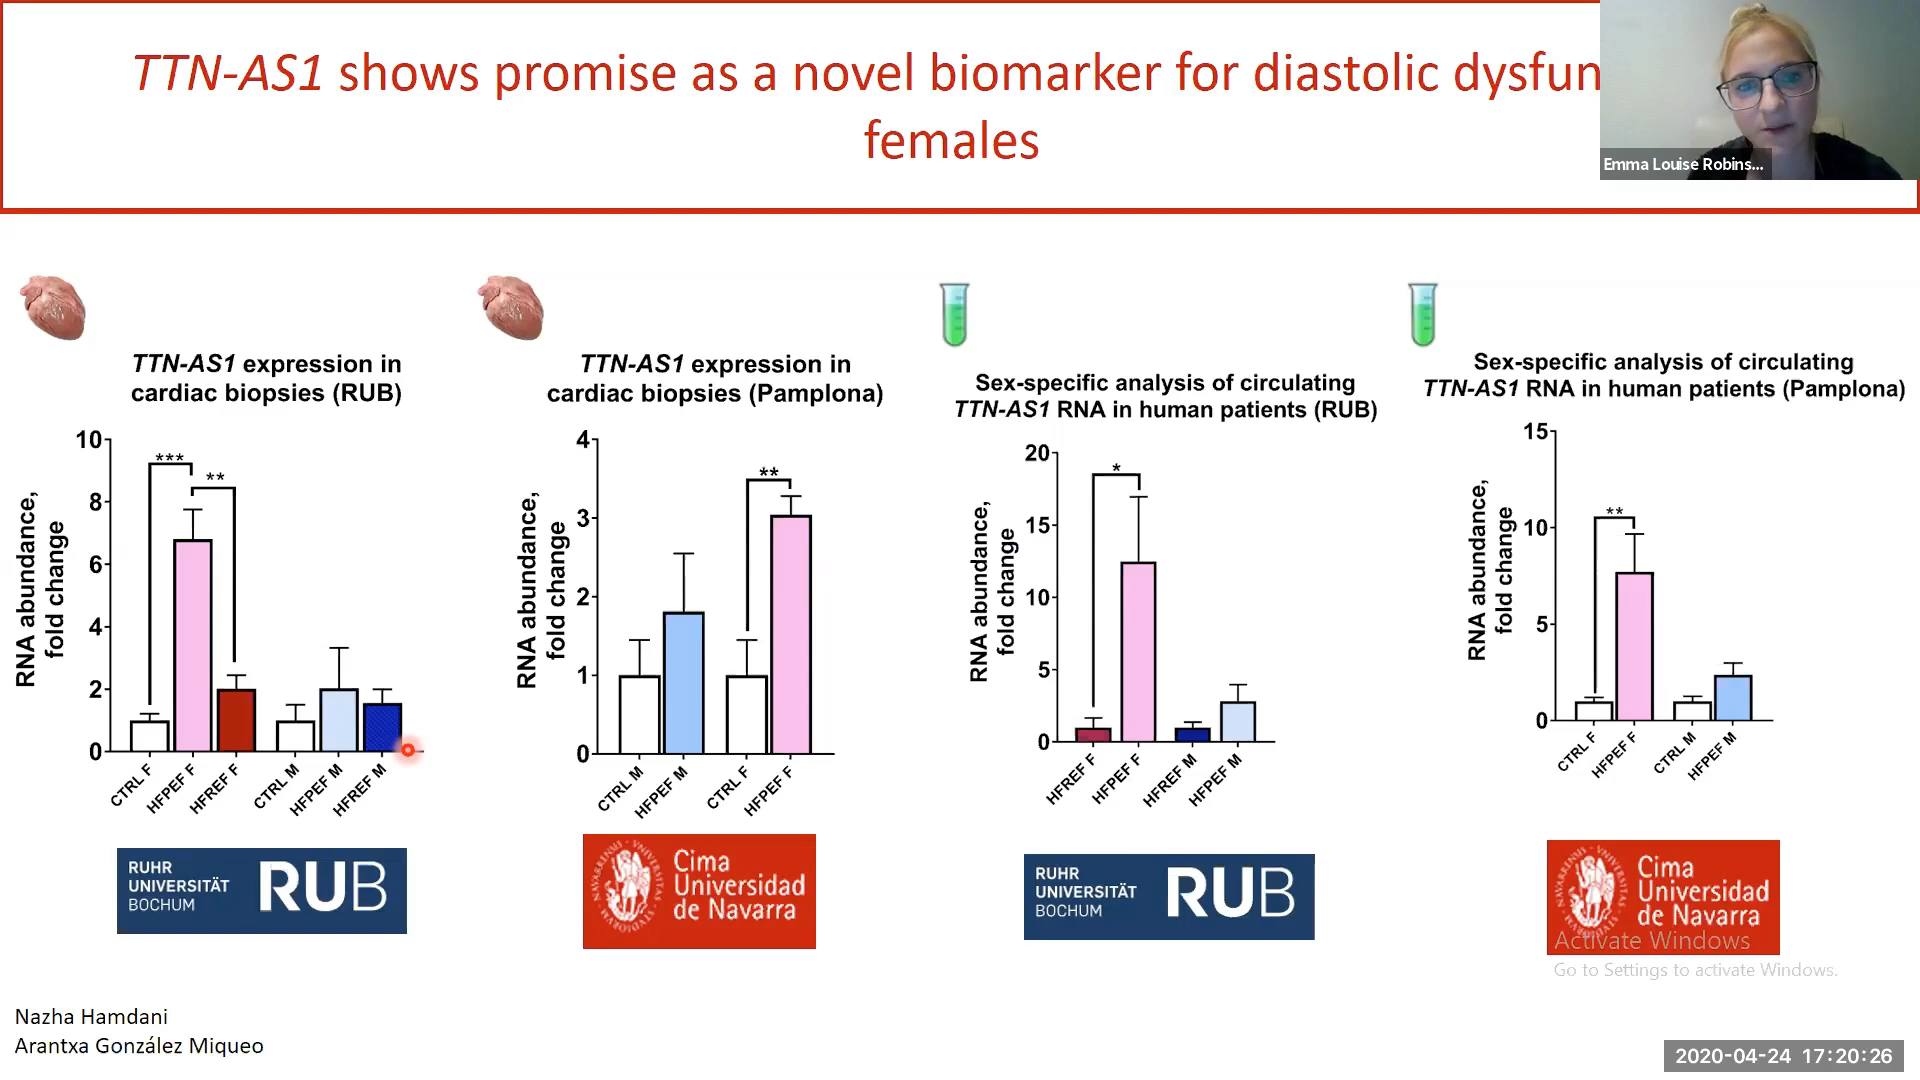 TTN-AS1 shows promise as a novel biomarker for diastolic dysfun
females
Emma Louise Robins...
TTN-AS1 expression in
cardiac biopsies (RUB)
RNA abundance,
fold change
10
8
6
4
2
0
***
**
CTRL F
HFPEF F
HFREF F
CTRL M
HFPEF M
HFREF M
RUHR
UNIVERSITÄT
BOCHUM
RUB
TTN-AS1 expression in
cardiac biopsies (Pamplona)
RNA abundance,
fold change
4
3
2
1
0
**
CTRL M
HFPEF M
CTRL F
HFPEF F
Cima
Universidad
de Navarra
Sex-specific analysis of circulating
TTN-AS1 RNA in human patients (RUB)
RNA abundance,
fold change
20
15
10
5
0
*
HFREF F
HFPEF F
HFREF M
HFPEF M
RUHR
UNIVERSITÄT
BOCHUM
RUB
Sex-specific analysis of circulating
TTN-AS1 RNA in human patients (Pamplona)
RNA abundance,
fold change
15
10
5
0
**
CTRL F
HFPEF F
CTRL M
HFPEF M
Cima
Universidad
de Navarra
Activate Windows
Go to Settings to activate Windows.
Nazha Hamdani
Arantxa González Miqueo
2020-04-24 17:20:26